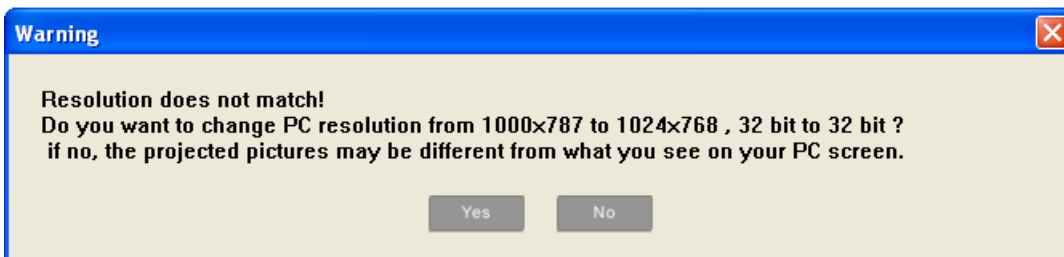 Warning
Resolution does not match!
Do you want to change PC resolution from 1000x787 to 1024x768 , 32 bit to 32 bit ?
if no, the projected pictures may be different from what you see on your PC screen.
Yes No